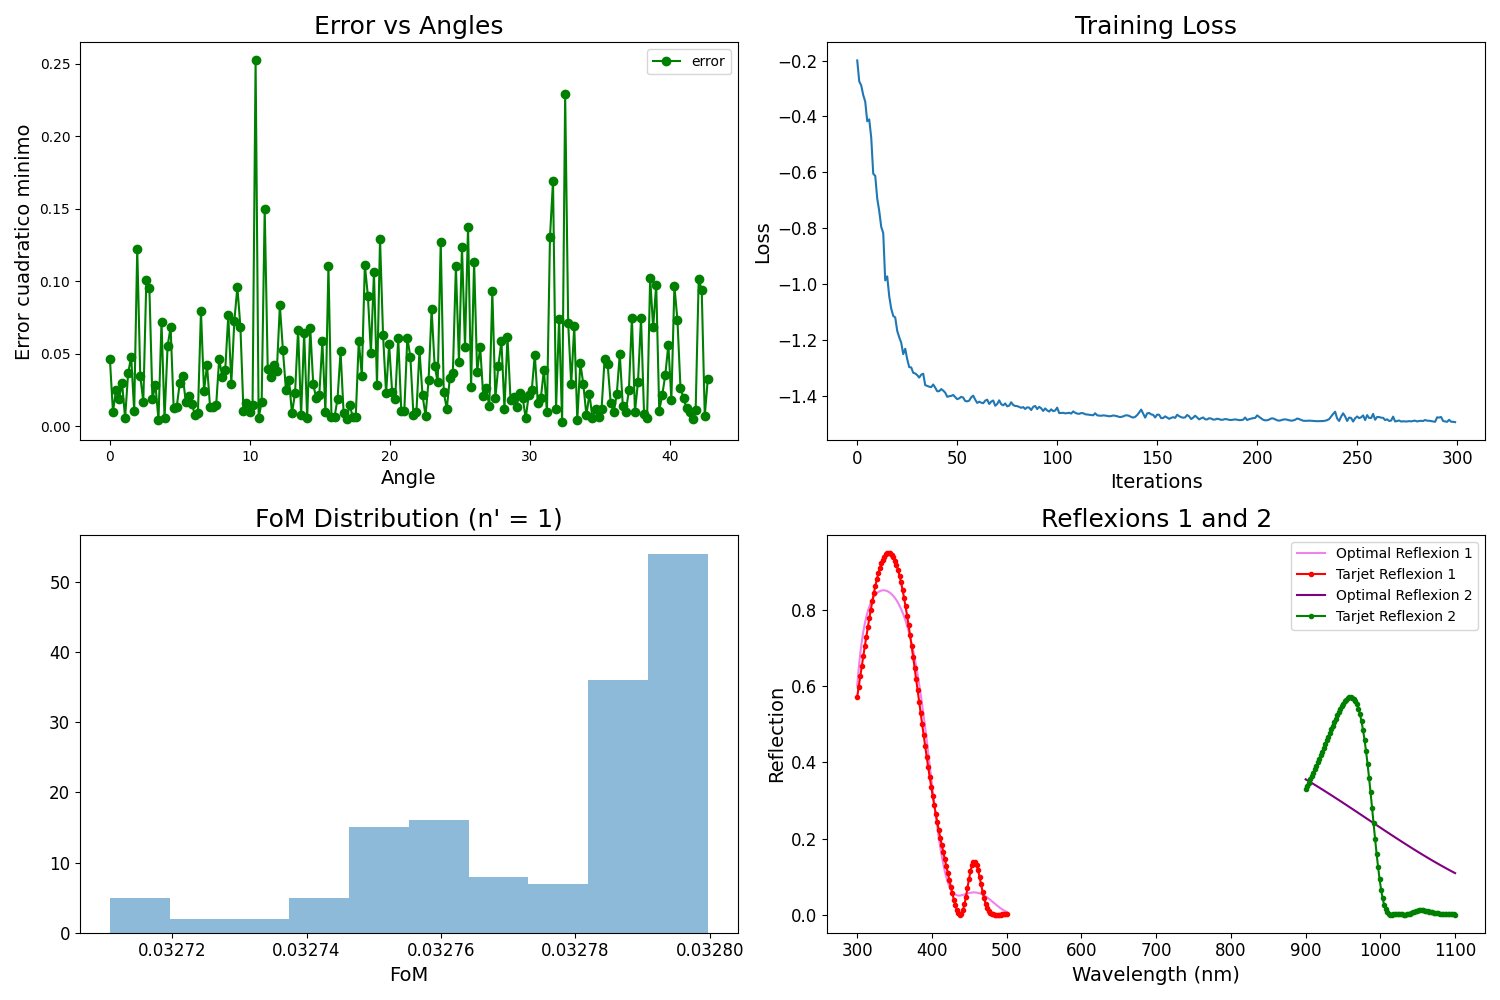 Error vs Angles
Error cuadratico minimo
0.25
0.20
0.15
0.10
0.05
0.00
error
0 10 20 30 40
Angle
Training Loss
Loss
−0.2
−0.4
−0.6
−0.8
−1.0
−1.2
−1.4
0 50 100 150 200 250 300
Iterations
FoM Distribution (n' = 1)
50
40
30
20
10
0
0.03272 0.03274 0.03276 0.03278 0.03280
FoM
Reflexions 1 and 2
Reflection
0.8
0.6
0.4
0.2
0.0
Optimal Reflexion 1
Tarjet Reflexion 1
Optimal Reflexion 2
Tarjet Reflexion 2
300 400 500 600 700 800 900 1000 1100
Wavelength (nm)